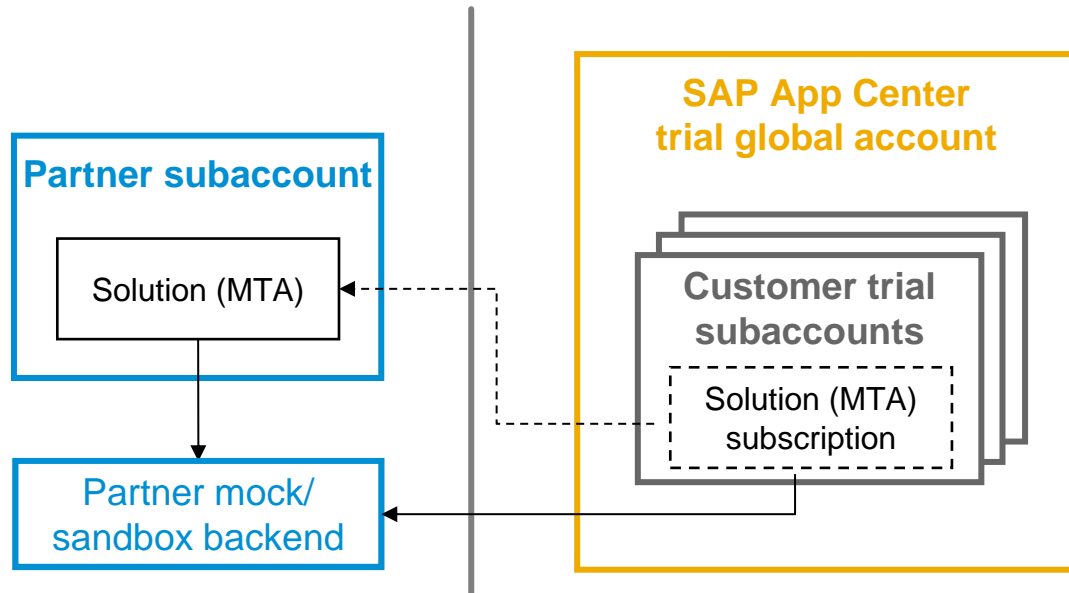 SAP App Center
trial global account
Partner subaccount
Solution (MTA)
Customer trial
subaccounts
Solution (MTA)
subscription
Partner mock/
sandbox backend